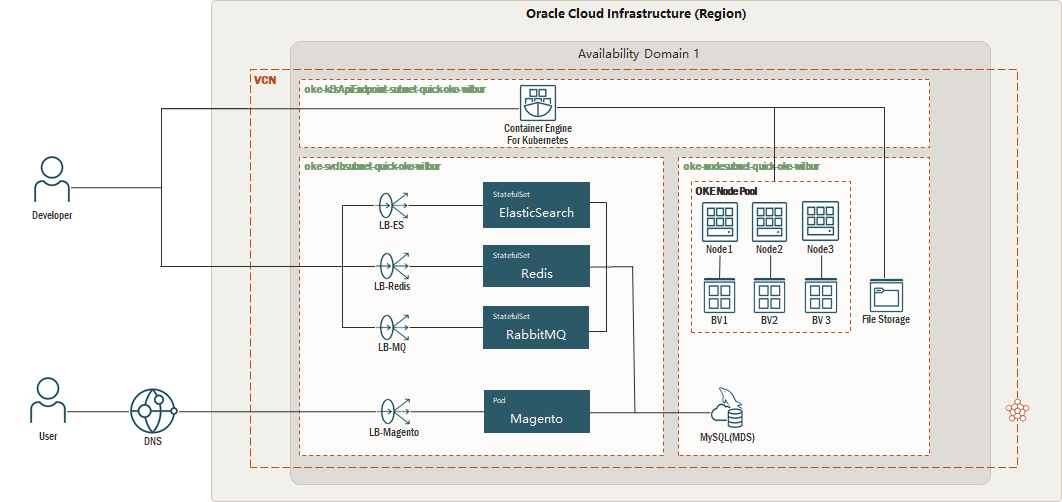 Oracle Cloud Infrastructure (Region)
Availability Domain 1
VCN
oke-k8sApiEndpoint-subnet-quick-oke-wilbur
Container Engine
For Kubernetes
oke-svclbsubnet-quick-oke-wilbur
oke-nodesubnet-quick-oke-wilbur
Developer
LB-ES
StatefulSet
ElasticSearch
LB-Redis
StatefulSet
Redis
LB-MQ
StatefulSet
RabbitMQ
OKE Node Pool
Node1
Node2
Node3
BV1
BV2
BV 3
File Storage
User
DNS
LB-Magento
Pod
Magento
MySQL(MDS)